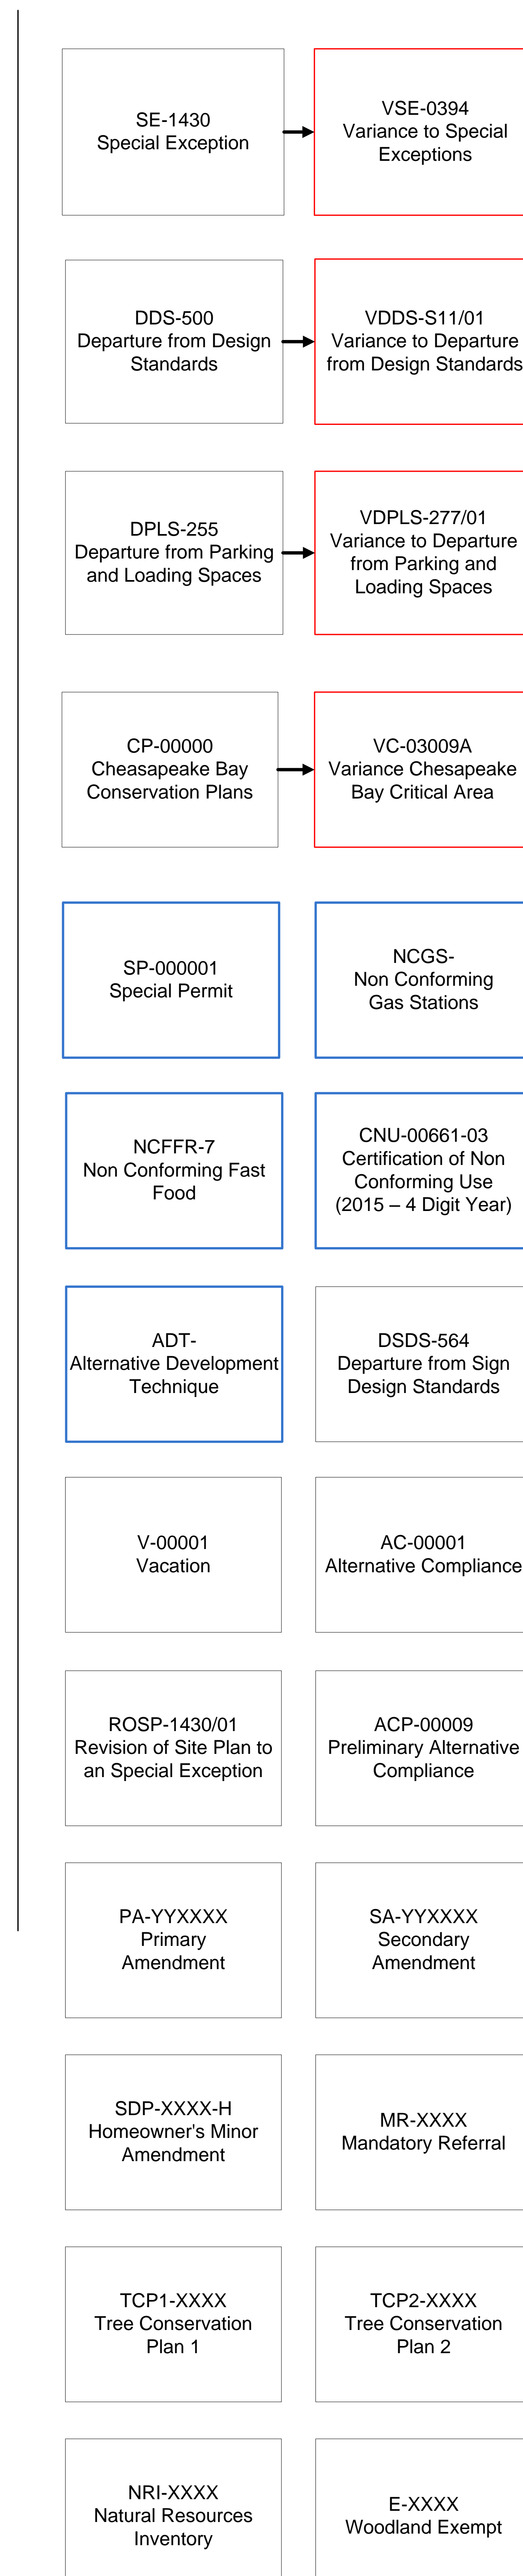 SE-1430
Special Exception
VSE-0394
Variance to Special
Exceptions
DDS-500
Departure from Design
Standards
VDDS-S11/01
Variance to Departure
from Design Standards
DPLS-255
Departure from Parking
and Loading Spaces
VDPLS-277/01
Variance to Departure
from Parking and
Loading Spaces
CP-00000
Cheasapeake Bay
Conservation Plans
VC-03009A
Variance Chesapeake
Bay Critical Area
SP-000001
Special Permit
NCGS-
Non Conforming
Gas Stations
NCFFR-7
Non Conforming Fast
Food
CNU-00661-03
Certification of Non
Conforming Use
(2015 – 4 Digit Year)
ADT-
Alternative Development
Technique
DSDS-564
Departure from Sign
Design Standards
V-00001
Vacation
AC-00001
Alternative Compliance
ROSP-1430/01
Revision of Site Plan to
an Special Exception
ACP-00009
Preliminary Alternative
Compliance
PA-YYXXXX
Primary
Amendment
SA-YYXXXX
Secondary
Amendment
SDP-XXXX-H
Homeowner's Minor
Amendment
MR-XXXX
Mandatory Referral
TCP1-XXXX
Tree Conservation
Plan 1
TCP2-XXXX
Tree Conservation
Plan 2
NRI-XXXX
Natural Resources
Inventory
E-XXXX
Woodland Exempt